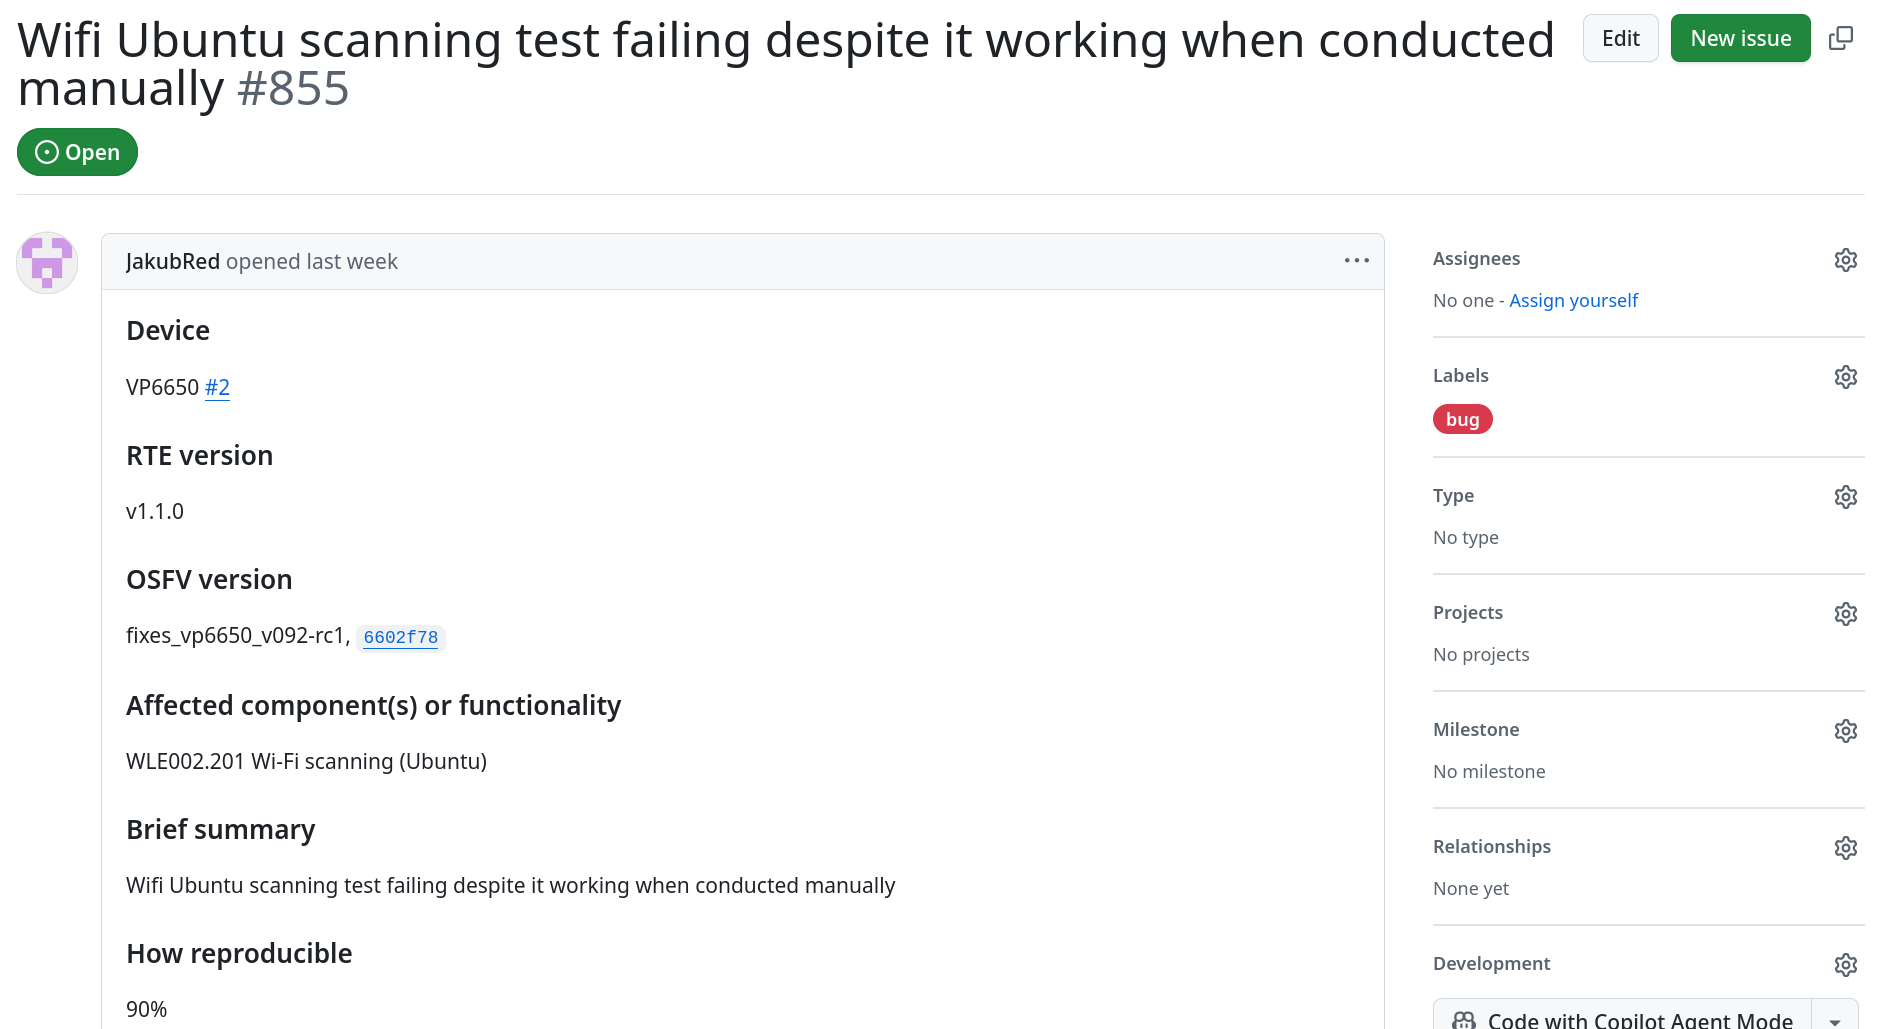 Wifi Ubuntu scanning test failing despite it working when conducted
manually #855
Edit
New issue
Open
JakubRed opened last week
Device
VP6650 #2
RTE version
v1.1.0
OSFV version
fixes_vp6650_v092-rc1, 6602f78
Affected component(s) or functionality
WLE002.201 Wi-Fi scanning (Ubuntu)
Brief summary
Wifi Ubuntu scanning test failing despite it working when conducted manually
How reproducible
90%
Assignees
No one - Assign yourself
Labels
bug
Type
No type
Projects
No projects
Milestone
No milestone
Relationships
None yet
Development
Code with Copilot Agent Mode